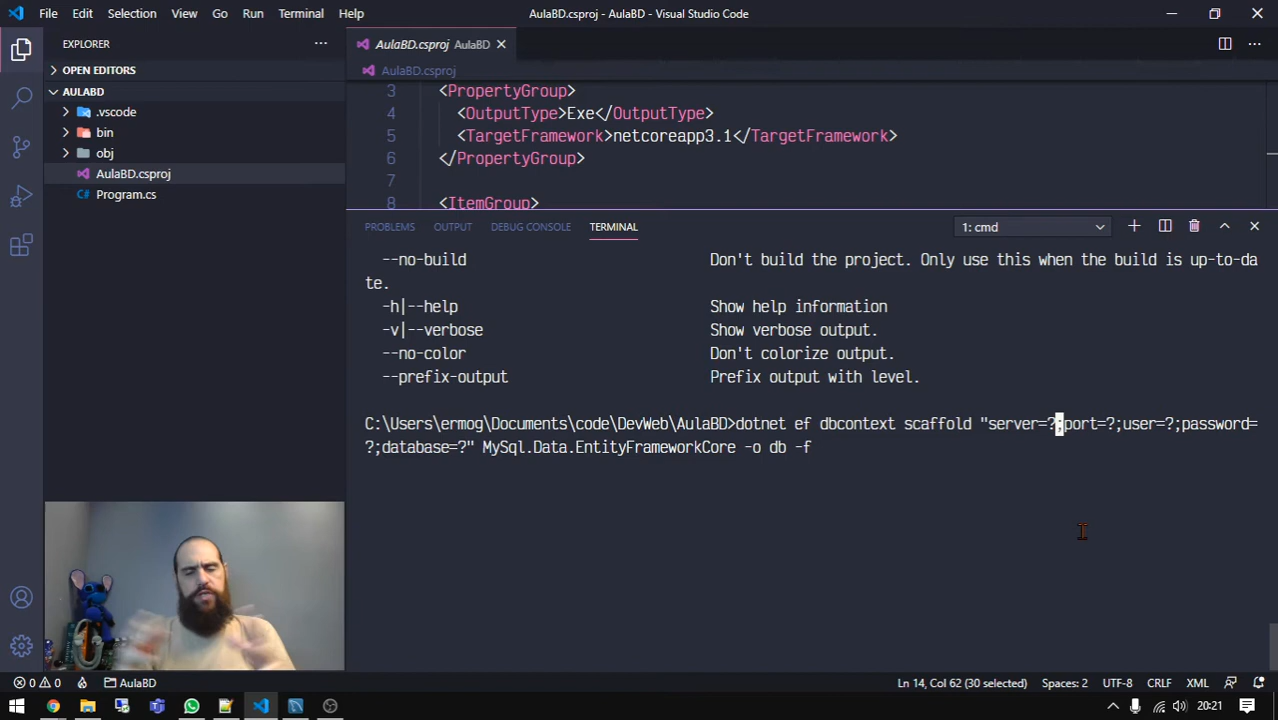 File Edit Selection View Go Run Terminal Help
AulaBD.csproj - AulaBD - Visual Studio Code
EXPLORER
OPEN EDITORS
AULABD
.vscode
bin
obj
AulaBD.csproj
Program.cs
AulaBD.csproj AulaBD
AulaBD.csproj
3 <PropertyGroup>
4 <OutputType>Exe</OutputType>
5 <TargetFramework>netcoreapp3.1</TargetFramework>
6 </PropertyGroup>
7
8 <ItemGroup>
PROBLEMS OUTPUT DEBUG CONSOLE TERMINAL 1: cmd
--no-build Don't build the project. Only use this when the build is up-to-da
te.
-h|--help Show help information
-v|--verbose Show verbose output.
--no-color Don't colorize output.
--prefix-output Prefix output with level.
C:\Users\ermog\Documents\code\DevWeb\AulaBD>dotnet ef dbcontext scaffold "server=?;port=?;user=?;password=
?;database=?" MySql.Data.EntityFrameworkCore -o db -f
0 0 AulaBD Ln 14, Col 62 (30 selected) Spaces: 2 UTF-8 CRLF XML
20:21